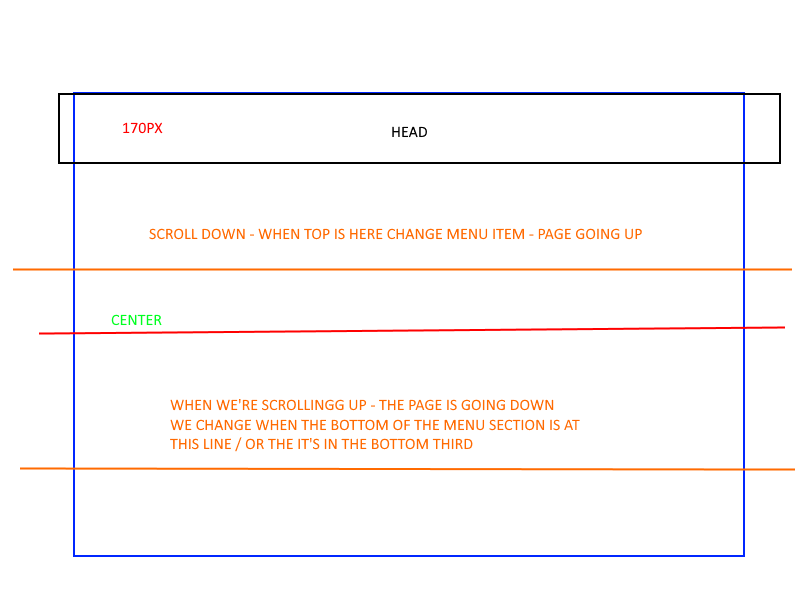 170PX
HEAD
SCROLL DOWN - WHEN TOP IS HERE CHANGE MENU ITEM - PAGE GOING UP
CENTER
WHEN WE'RE SCROLLINGG UP - THE PAGE IS GOING DOWN
WE CHANGE WHEN THE BOTTOM OF THE MENU SECTION IS AT
THIS LINE / OR THE IT'S IN THE BOTTOM THIRD